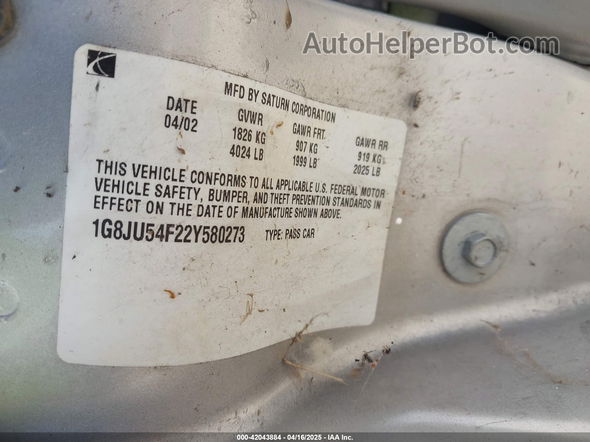 AutoHelperBot.com
MFD BY SATURN CORPORATION
DATE GVWR GAWR FRT. GAWR RR
04/02 1826 KG 907 KG 919 KG
4024 LB 1999 LB 2025 LB
THIS VEHICLE CONFORMS TO ALL APPLICABLE U.S. FEDERAL MOTOR
VEHICLE SAFETY, BUMPER, AND THEFT PREVENTION STANDARDS IN
EFFECT ON THE DATE OF MANUFACTURE SHOWN ABOVE.
1G8JU54F22Y580273 TYPE: PASS CAR
000-42043884 - 04/16/2025 - IAA Inc.